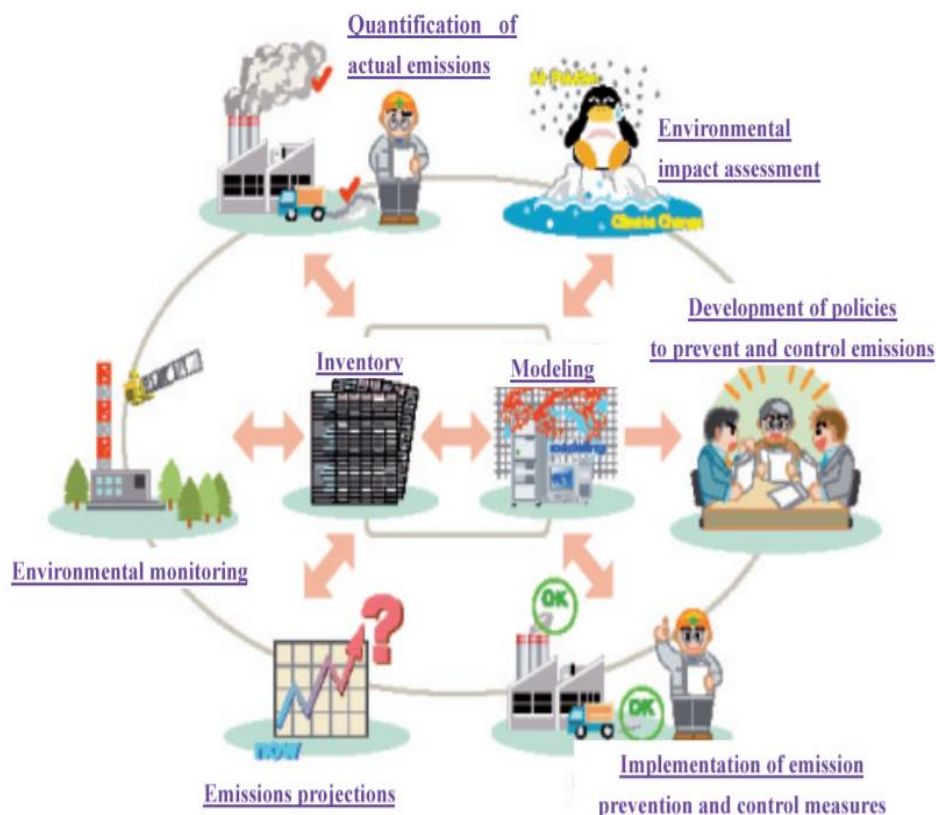 Quantification of
actual emissions
Air Pollution
Environmental
impact assessment
Climate Change
Development of policies
to prevent and control emissions
Inventory
Modeling
Environmental monitoring
OK
?
OK
NOW
Emissions projections
Implementation of emission
prevention and control measures